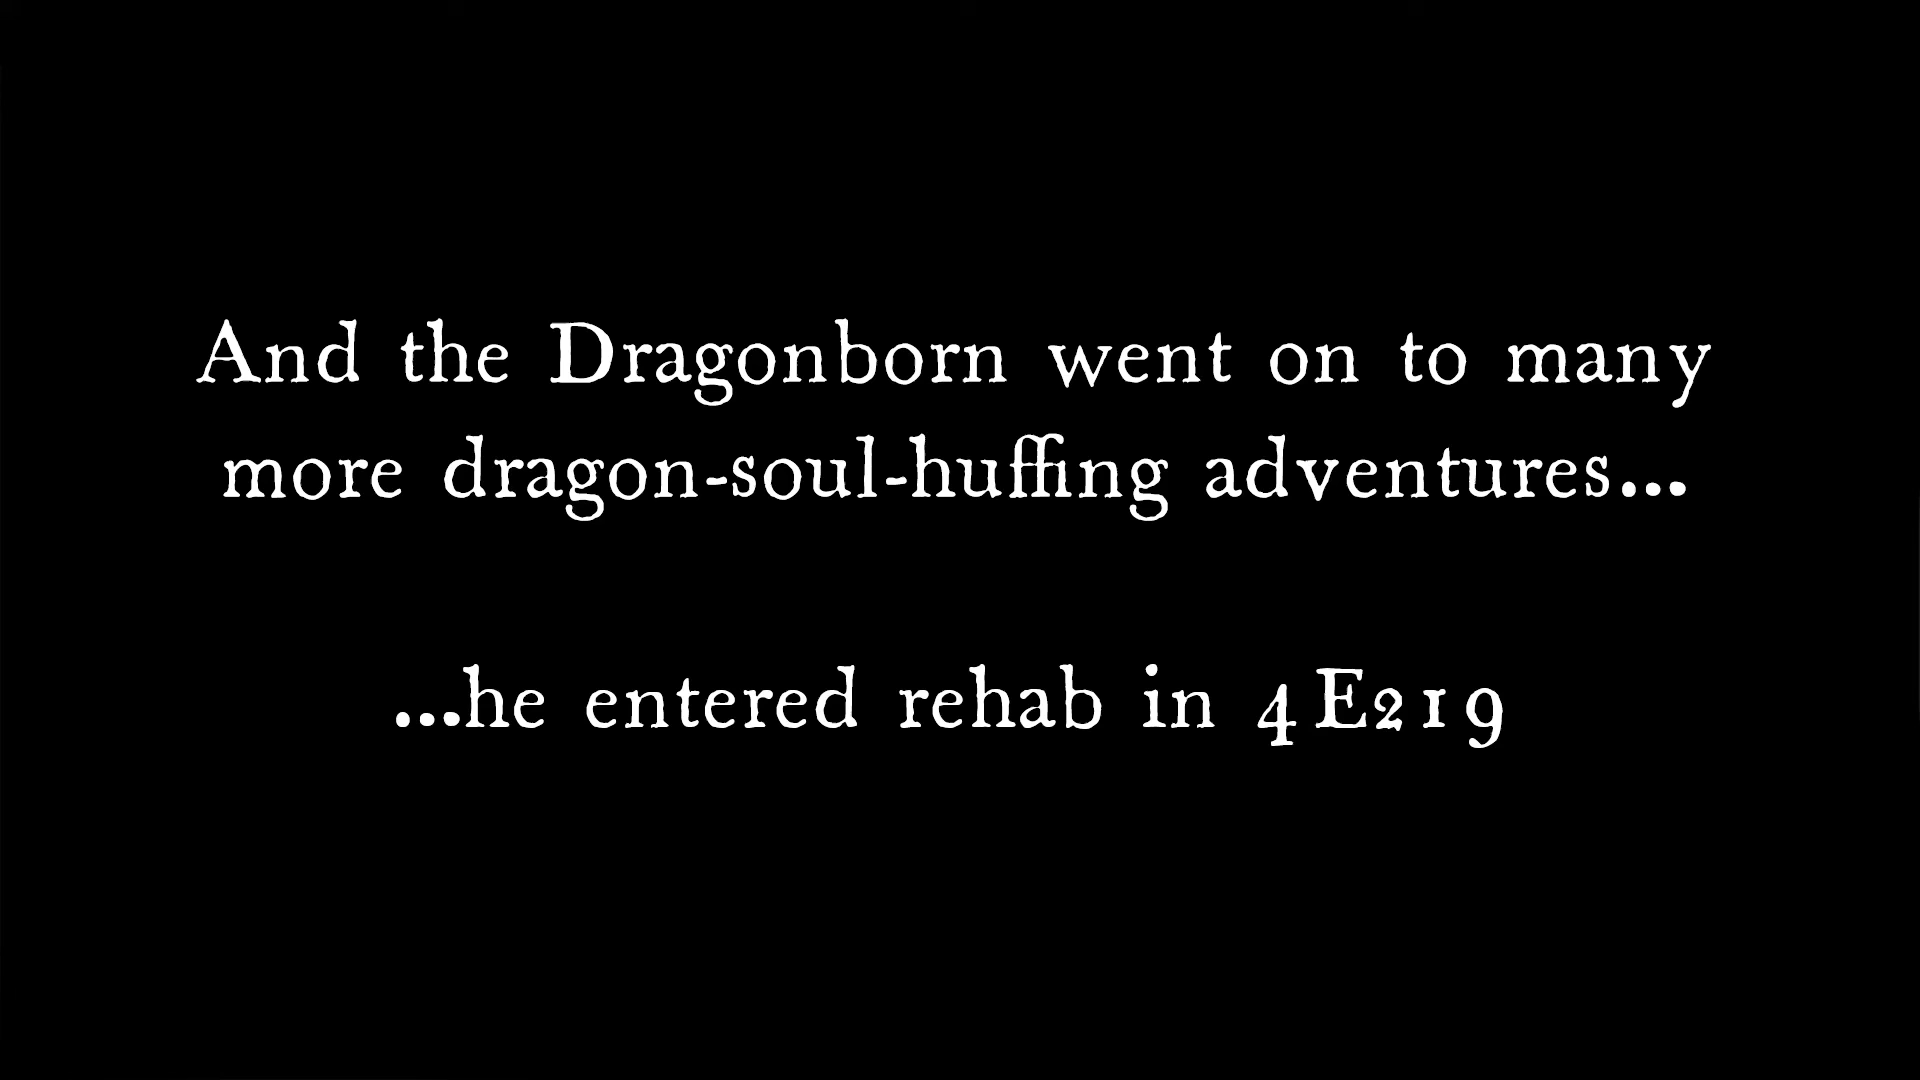 And the Dragonborn went on to many
more dragon-soul-huffing adventures...
...he entered rehab in 4E219